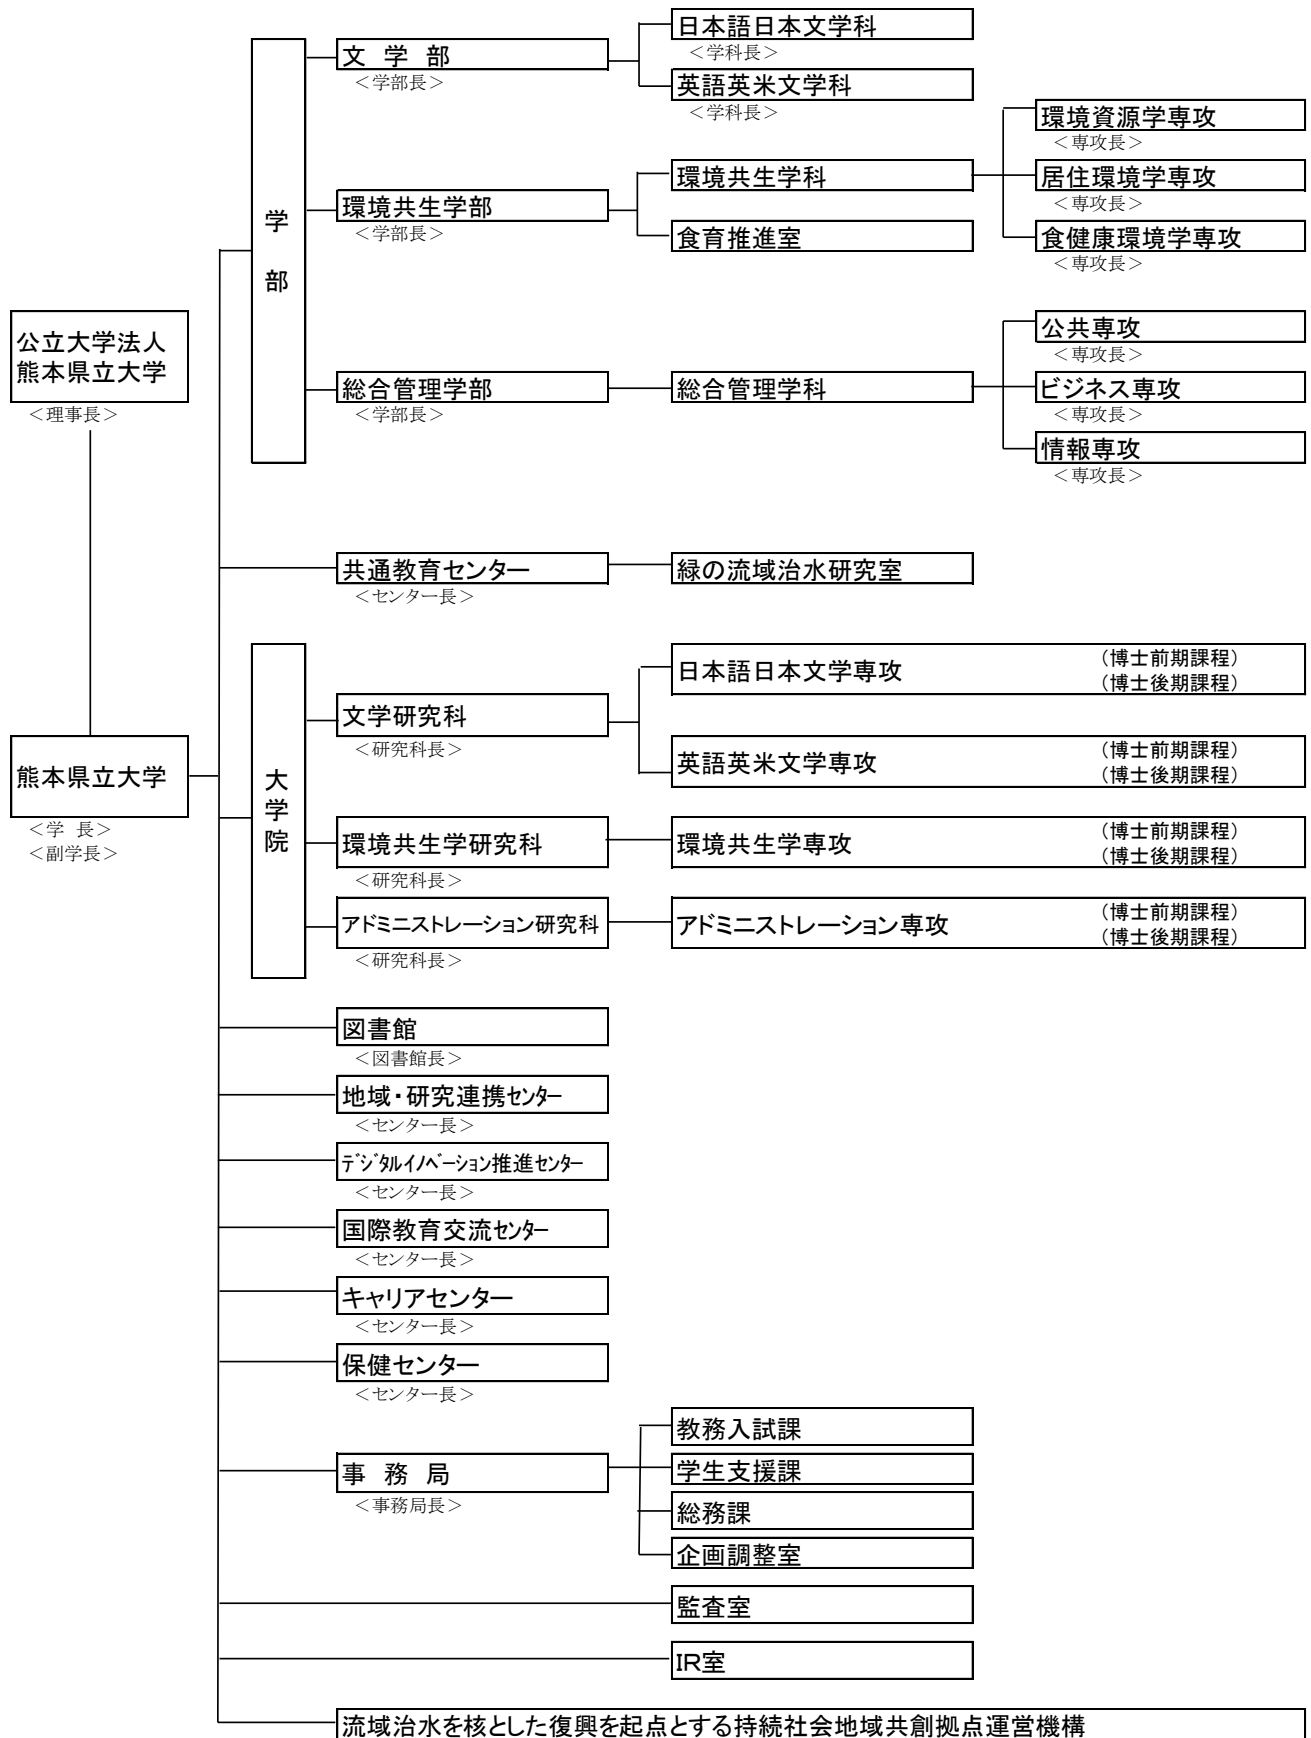 公立大学法人
熊本県立大学
＜理事長＞
熊本県立大学
＜学 長＞
＜副学長＞
学部
文 学 部
＜学部長＞
日本語日本文学科
＜学科長＞
英語英米文学科
＜学科長＞
環境共生学部
＜学部長＞
環境共生学科
環境資源学専攻
＜専攻長＞
居住環境学専攻
＜専攻長＞
食健康環境学専攻
＜専攻長＞
食育推進室
総合管理学部
＜学部長＞
総合管理学科
公共専攻
＜専攻長＞
ビジネス専攻
＜専攻長＞
情報専攻
＜専攻長＞
共通教育センター
＜センター長＞
緑の流域治水研究室
大学院
文学研究科
＜研究科長＞
日本語日本文学専攻
（博士前期課程）
（博士後期課程）
英語英米文学専攻
（博士前期課程）
（博士後期課程）
環境共生学研究科
＜研究科長＞
環境共生学専攻
（博士前期課程）
（博士後期課程）
アドミニストレーション研究科
＜研究科長＞
アドミニストレーション専攻
（博士前期課程）
（博士後期課程）
図書館
＜図書館長＞
地域・研究連携ｾﾝﾀｰ
＜センター長＞
ﾃﾞｼﾞﾀﾙｲﾉﾍﾞｰｼｮﾝ推進ｾﾝﾀｰ
＜センター長＞
国際教育交流ｾﾝﾀｰ
＜センター長＞
キャリアセンター
＜センター長＞
保健センター
＜センター長＞
事 務 局
＜事務局長＞
教務入試課
学生支援課
総務課
企画調整室
監査室
IR室
流域治水を核とした復興を起点とする持続社会地域共創拠点運営機構